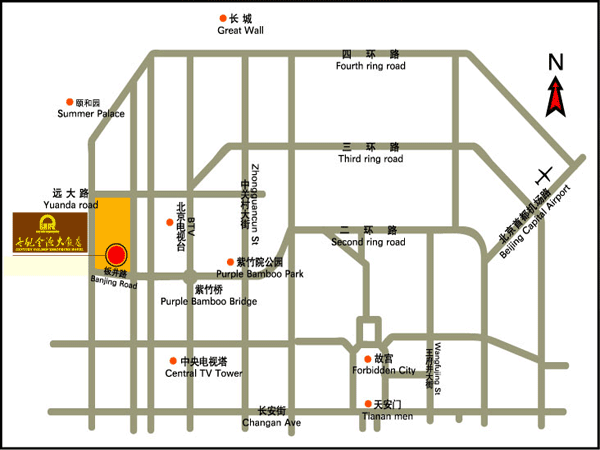 长城
Great Wall
四环路
Fourth ring road
N
颐和园
Summer Palace
三环路
Third ring road
远大路
Yuanda road
中关村大街
Zhongguancun St
北京电视台
BTV
二环路
Second ring road
北京首都机场路
Beijing Capital Airport
紫竹院公园
Purple Bamboo Park
板井路
Banjing Road
紫竹桥
Purple Bamboo Bridge
中央电视塔
Central TV Tower
故宫
Forbidden City
王府井大街
Wangfujing St
天安门
Tianan men
长安街
Changan Ave